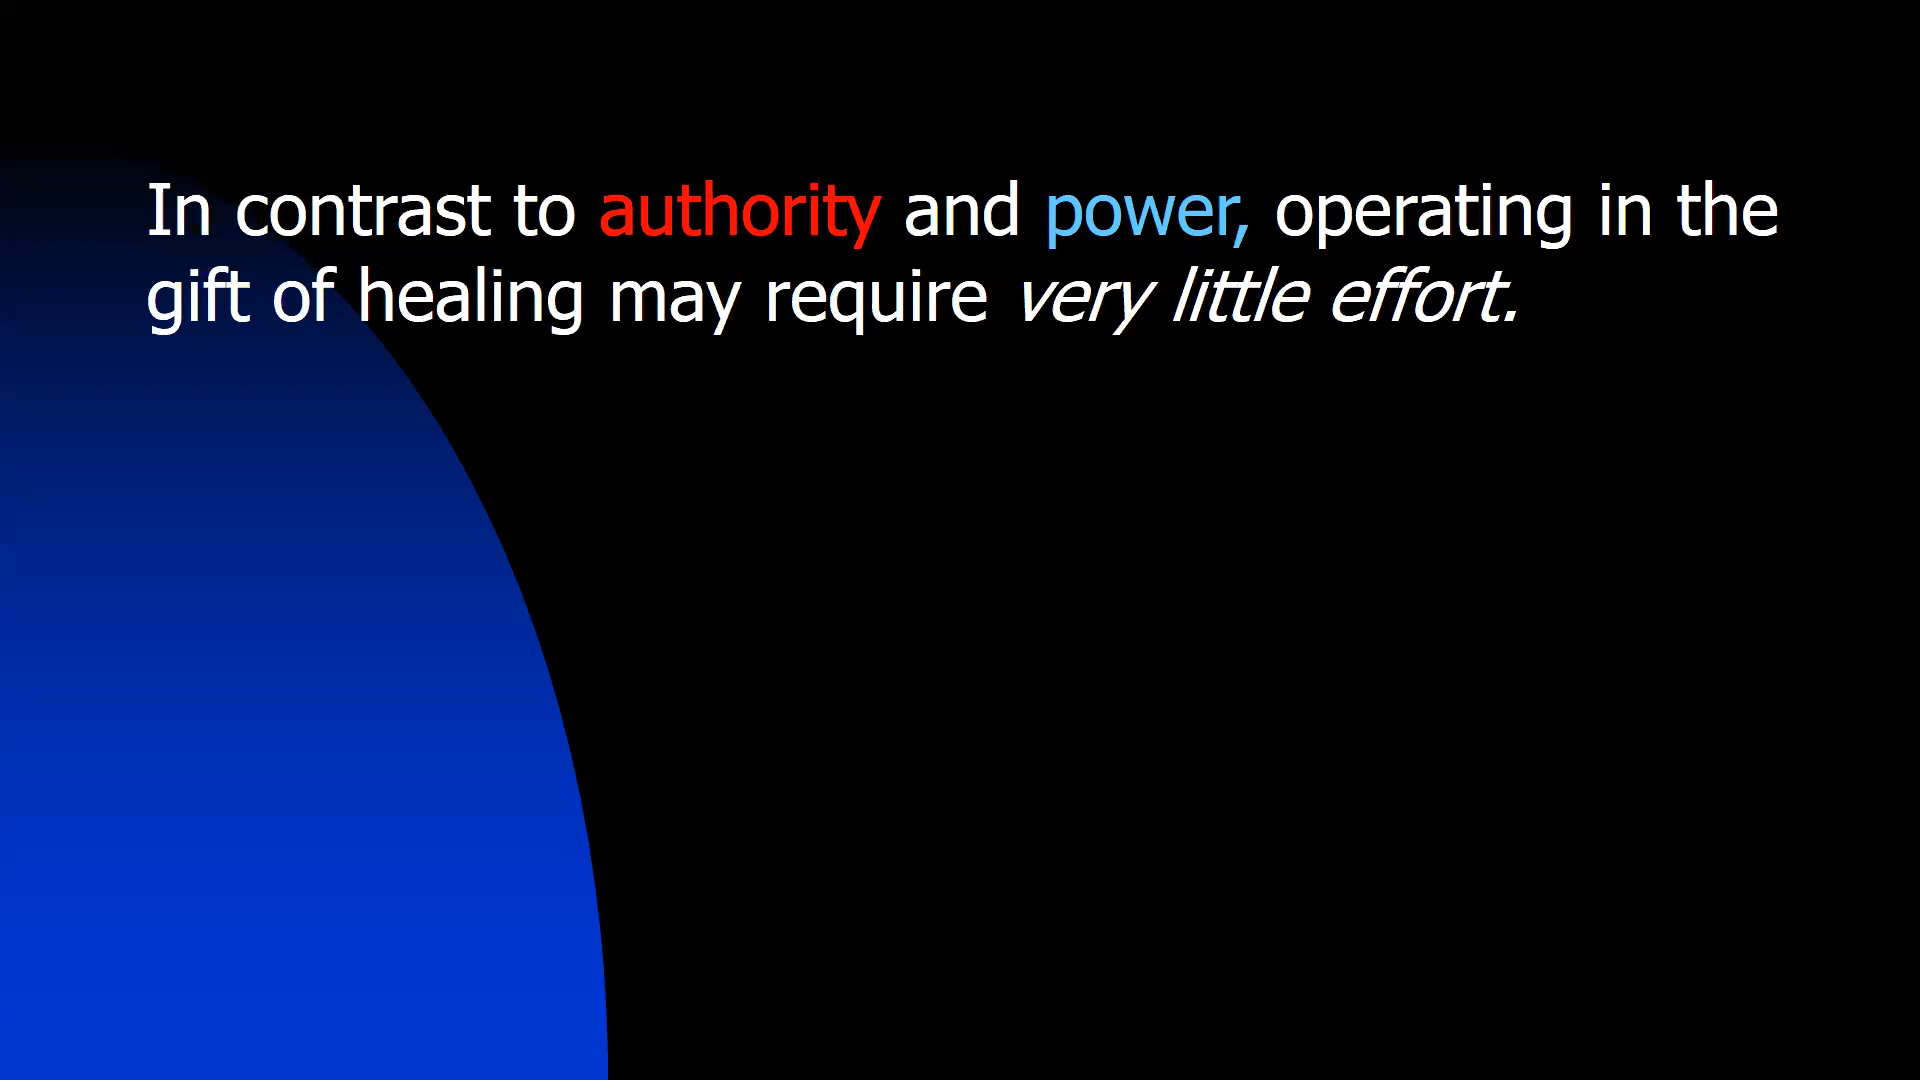 In contrast to authority and power, operating in the
gift of healing may require very little effort.